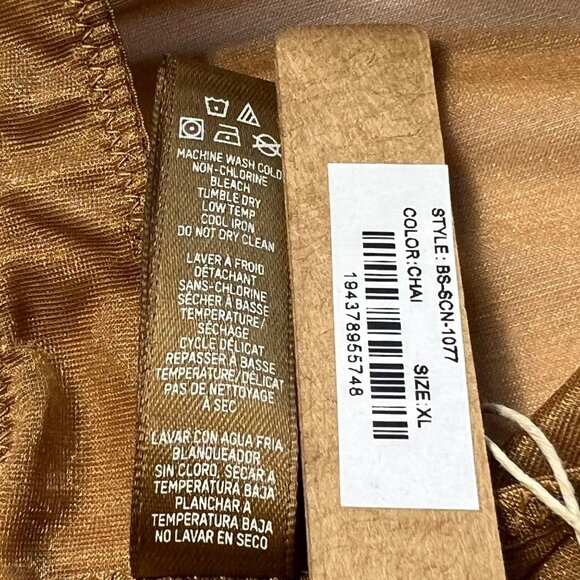 MACHINE WASH COLD
NON-CHLORINE
BLEACH
TUMBLE DRY
LOW TEMP
COOL IRON
DO NOT DRY CLEAN
LAVER À FROID
DÉTACHANT
SANS-CHLORINE
SÉCHER À BASSE
TEMPERATURE/
SÉCHAGE
CYCLE DÉLICAT
REPASSER À BASSE
TEMPÉRATURE/DÉLICAT
PAS DE NETTOYAGE
À SEC
LAVAR CON AGUA FRIA
BLANQUEADOR
SIN CLORO, SECAR A
TEMPERATURA BAJA
PLANCHAR A
TEMPERATURA BAJA
NO LAVAR EN SECO
STYLE: BS-SCN-1077
COLOR:CHAI SIZE:XL
194378955748